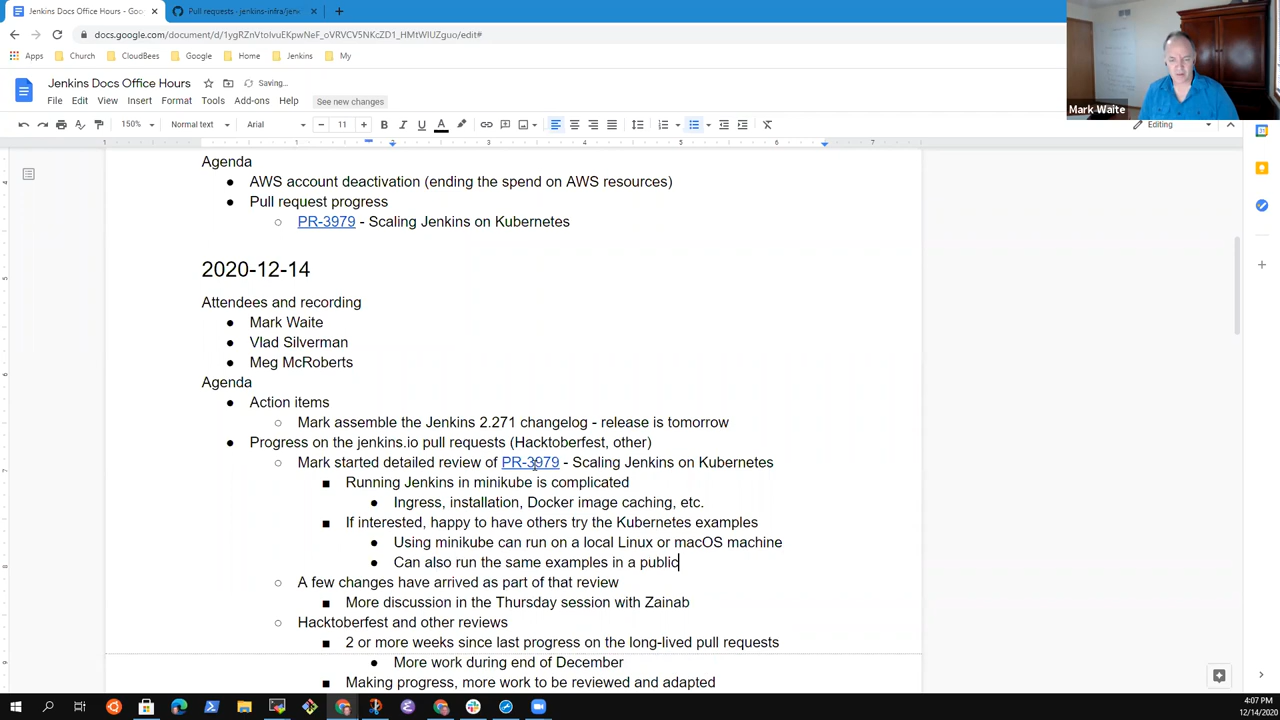 Jenkins Docs Office Hours - Goo
Pull requests · jenkins-infra/jen
docs.google.com/document/d/1ygRZnVtoIvuEKpwNeF_oVRVCV5NKcZD1_HMtWIUZguo/edit#
Apps Church CloudBees Google Home Jenkins My
Jenkins Docs Office Hours Saving...
File Edit View Insert Format Tools Add-ons Help See new changes
150% Normal text Arial 11 Editing
Mark Waite
1 3 4 5 6 7
Agenda
AWS account deactivation (ending the spend on AWS resources)
Pull request progress
PR-3979 - Scaling Jenkins on Kubernetes
2020-12-14
Attendees and recording
Mark Waite
Vlad Silverman
Meg McRoberts
Agenda
Action items
Mark assemble the Jenkins 2.271 changelog - release is tomorrow
Progress on the jenkins.io pull requests (Hacktoberfest, other)
Mark started detailed review of PR-3979 - Scaling Jenkins on Kubernetes
Running Jenkins in minikube is complicated
Ingress, installation, Docker image caching, etc.
If interested, happy to have others try the Kubernetes examples
Using minikube can run on a local Linux or macOS machine
Can also run the same examples in a public
A few changes have arrived as part of that review
More discussion in the Thursday session with Zainab
Hacktoberfest and other reviews
2 or more weeks since last progress on the long-lived pull requests
More work during end of December
Making progress, more work to be reviewed and adapted
4:07 PM
12/14/2020